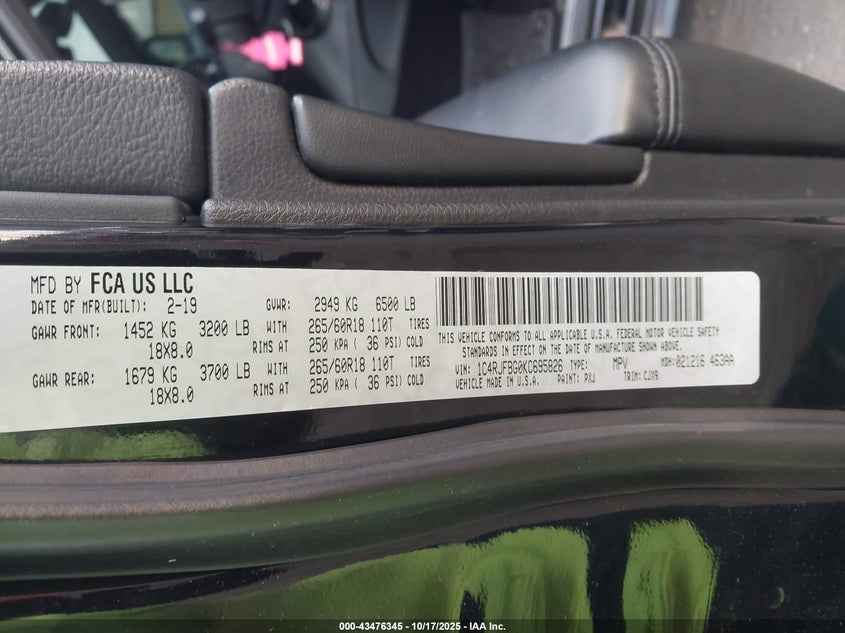 MFD BY FCA US LLC
DATE OF MFR(BUILT): 2-19 GVWR: 2949 KG 6500 LB
GAWR FRONT: 1452 KG 3200 LB WITH 265/60R18 110T TIRES
18X8.0 RIMS AT 250 KPA ( 36 PSI) COLD
GAWR REAR: 1679 KG 3700 LB WITH 265/60R18 110T TIRES
18X8.0 RIMS AT 250 KPA ( 36 PSI) COLD
THIS VEHICLE CONFORMS TO ALL APPLICABLE U.S.A. FEDERAL MOTOR VEHICLE SAFETY
STANDARDS IN EFFECT ON THE DATE OF MANUFACTURE SHOWN ABOVE.
VIN: 1C4RJFBG0KC695826 TYPE: MPV MDH: 021216 463AA
VEHICLE MADE IN U.S.A. PAINT: PXJ TRIM: CJX9
000-43476345 | 10/17/2025 | IAA Inc.